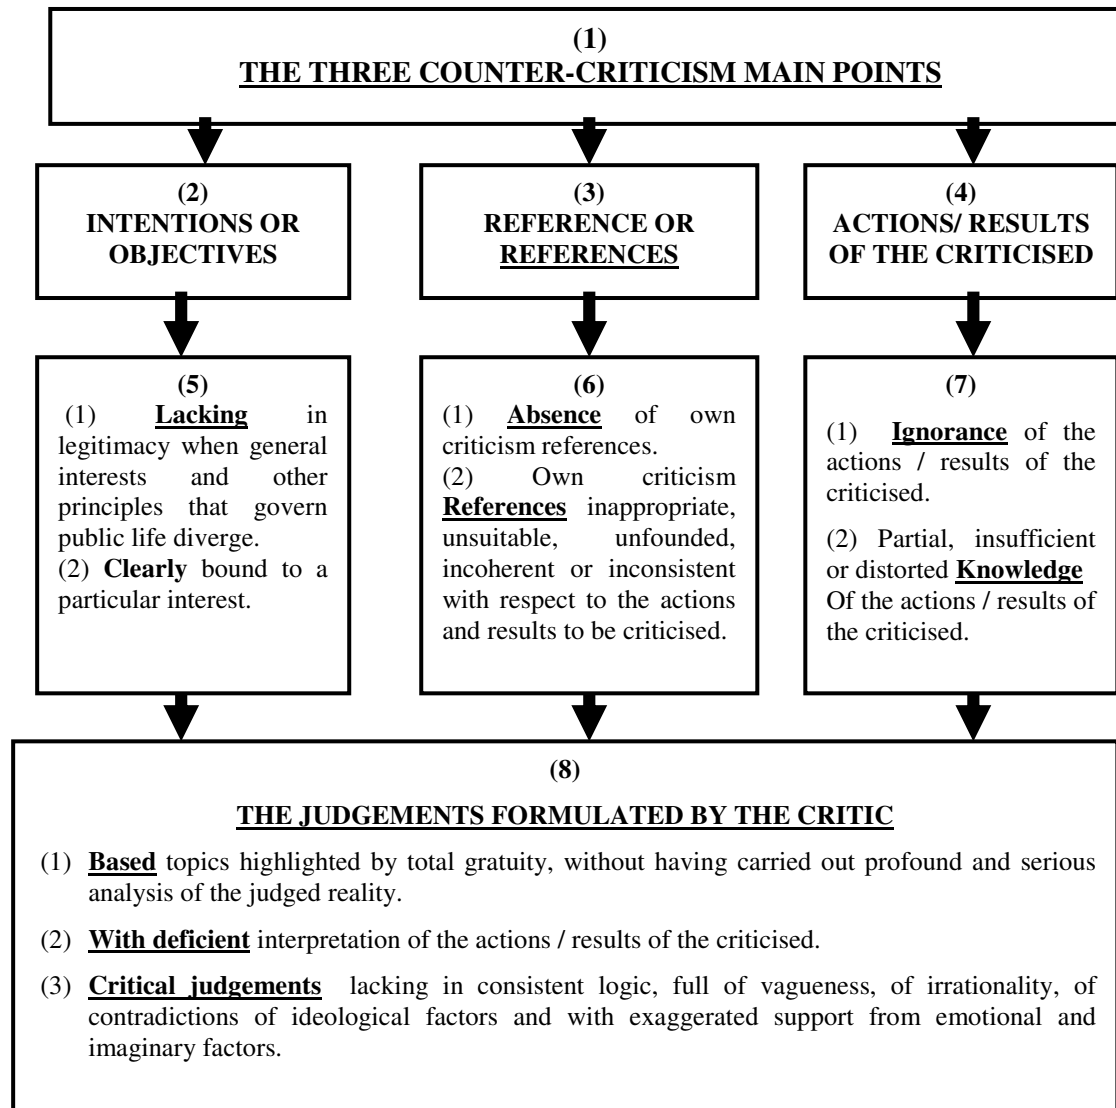 (1)
THE THREE COUNTER-CRITICISM MAIN POINTS
(2)
INTENTIONS OR
OBJECTIVES
(3)
REFERENCE OR
REFERENCES
(4)
ACTIONS/ RESULTS
OF THE CRITICISED
(5)
(1) Lacking in
legitimacy when general
interests and other
principles that govern
public life diverge.
(2) Clearly bound to a
particular interest.
(6)
(1) Absence of own
criticism references.
(2) Own criticism
References inappropriate,
unsuitable, unfounded,
incoherent or inconsistent
with respect to the actions
and results to be criticised.
(7)
(1) Ignorance of the
actions / results of the
criticised.
(2) Partial, insufficient
or distorted Knowledge
Of the actions / results of
the criticised.
(8)
THE JUDGEMENTS FORMULATED BY THE CRITIC
(1) Based topics highlighted by total gratuity, without having carried out profound and serious
analysis of the judged reality.
(2) With deficient interpretation of the actions / results of the criticised.
(3) Critical judgements lacking in consistent logic, full of vagueness, of irrationality, of
contradictions of ideological factors and with exaggerated support from emotional and
imaginary factors.